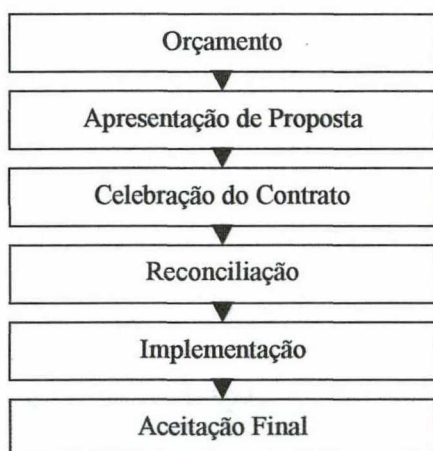 Orçamento
Apresentação de Proposta
Celebração do Contrato
Reconciliação
Implementação
Aceitação Final